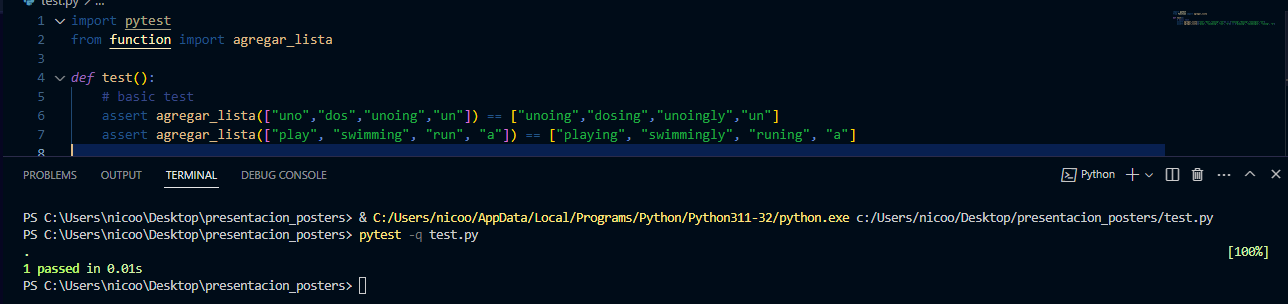 test.py > ...
1 import pytest
2 from function import agregar_lista
3
4 def test():
5 # basic test
6 assert agregar_lista(["uno","dos","unoing","un"]) == ["unoing","dosing","unoingly","un"]
7 assert agregar_lista(["play", "swimming", "run", "a"]) == ["playing", "swimmingly", "runing", "a"]
8
PROBLEMS OUTPUT TERMINAL DEBUG CONSOLE Python
PS C:\Users\nicoo\Desktop\presentacion_posters> & C:/Users/nicoo/AppData/Local/Programs/Python/Python311-32/python.exe c:/Users/nicoo/Desktop/presentacion_posters/test.py
PS C:\Users\nicoo\Desktop\presentacion_posters> pytest -q test.py
. [100%]
1 passed in 0.01s
PS C:\Users\nicoo\Desktop\presentacion_posters>